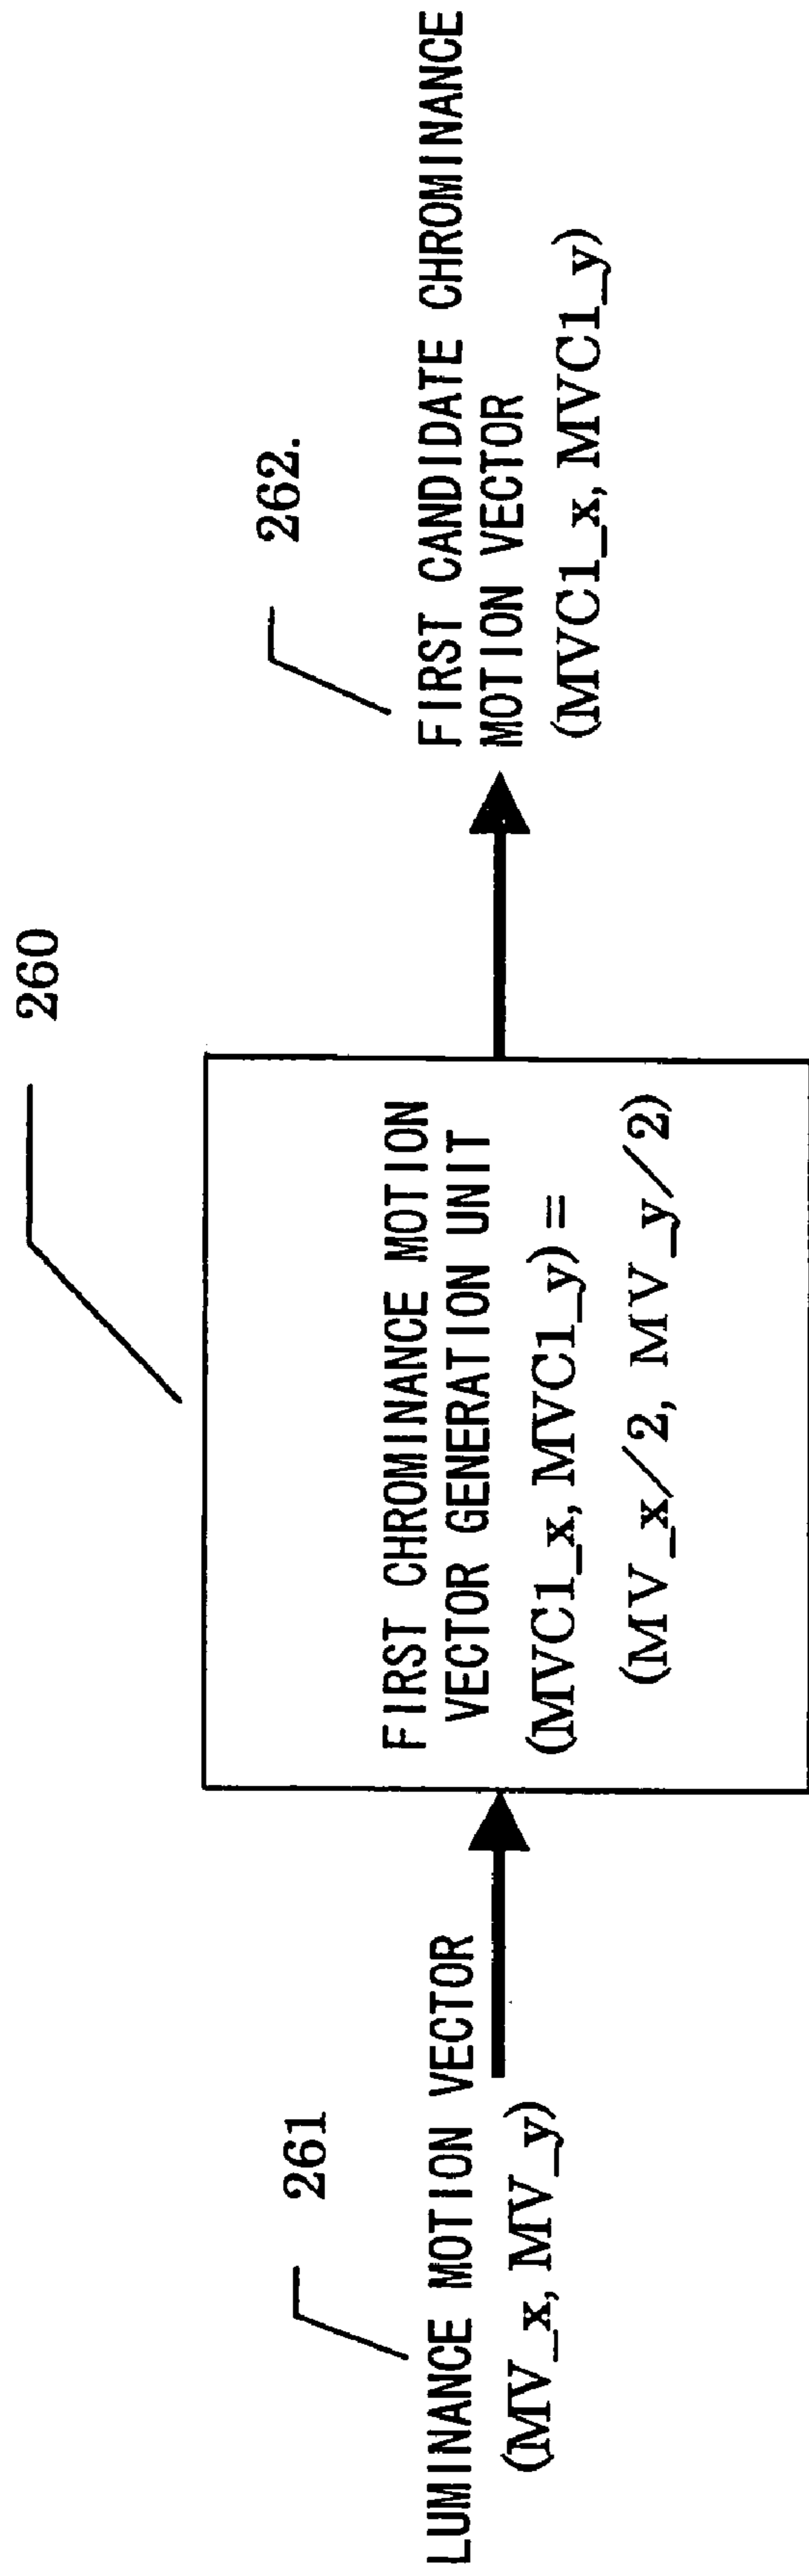 260
261
LUMINANCE MOTION VECTOR
(MV_x, MV_y)
FIRST CHROMINANCE MOTION
VECTOR GENERATION UNIT
(MVC1_x, MVC1_y) =
(MV_x/2, MV_y/2)
262.
FIRST CANDIDATE CHROMINANCE
MOTION VECTOR
(MVC1_x, MVC1_y)